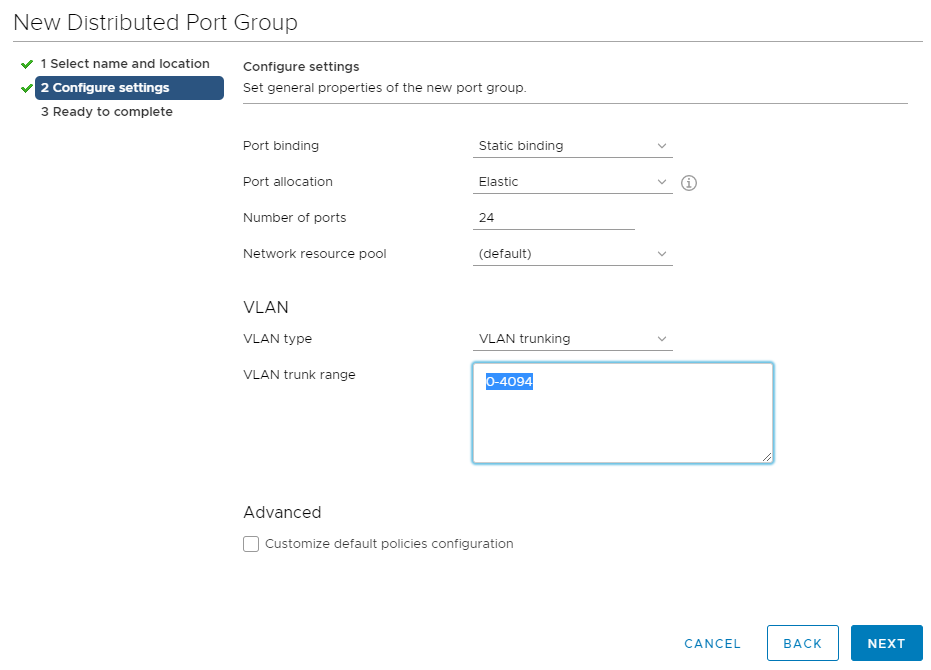 New Distributed Port Group
1 Select name and location
2 Configure settings
3 Ready to complete
Configure settings
Set general properties of the new port group.
Port binding
Static binding
Port allocation
Elastic
Number of ports
24
Network resource pool
(default)
VLAN
VLAN type
VLAN trunking
VLAN trunk range
0-4094
Advanced
Customize default policies configuration
CANCEL
BACK
NEXT